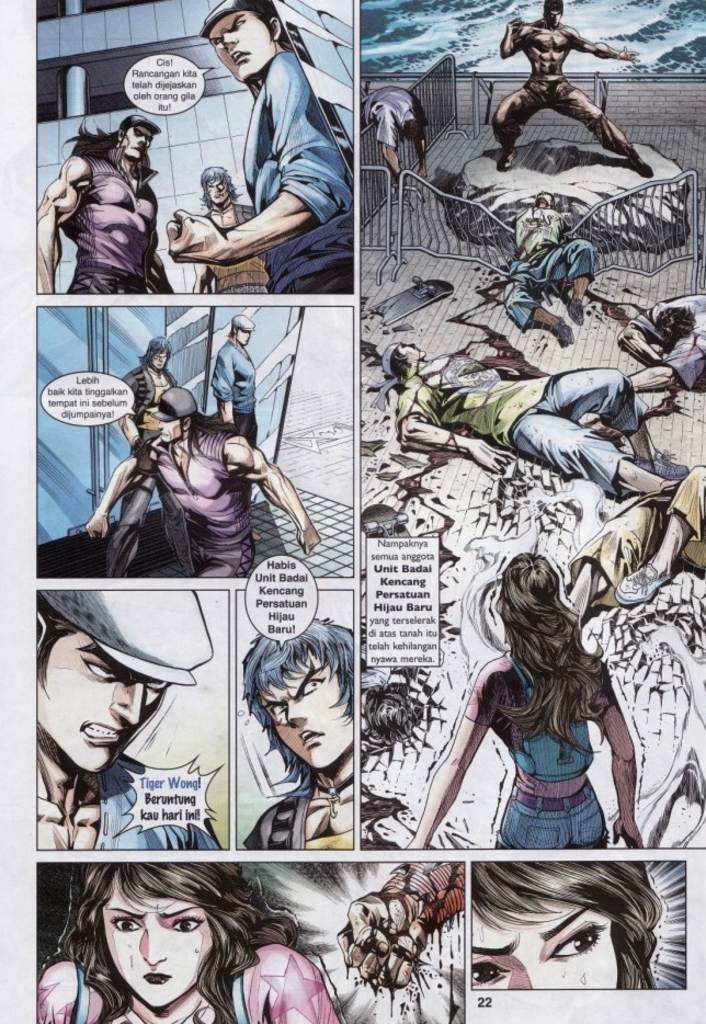 Cis!
Rancangan kita
telah dijejaskan
oleh orang gila
itu!
Lebih
baik kita tinggalkan
tempat ini sebelum
dijumpainya!
Tiger Wong!
Beruntung
kau hari ini!
Habis
Unit Badai
Kencang
Persatuan
Hijau
Baru!
Nampaknya
semua anggota
Unit Badai
Kencang
Persatuan
Hijau Baru
yang terselerak
di atas tanah itu
telah kehilangan
nyawa mereka.
22